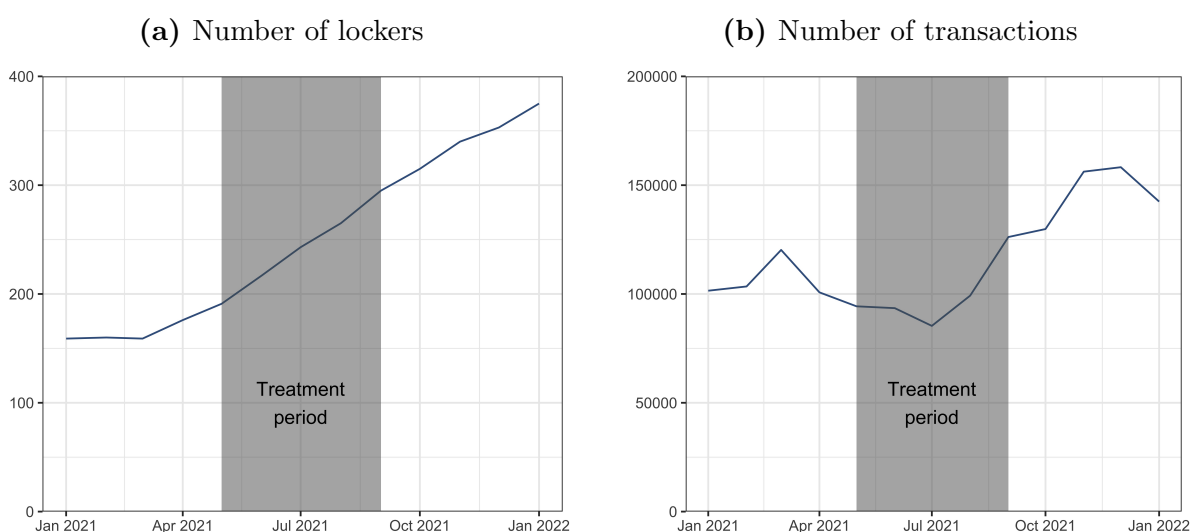 (a) Number of lockers
400
300
200
100
0
Jan 2021 Apr 2021 Jul 2021 Oct 2021 Jan 2022
Treatment
period
(b) Number of transactions
200000
150000
100000
50000
0
Jan 2021 Apr 2021 Jul 2021 Oct 2021 Jan 2022
Treatment
period